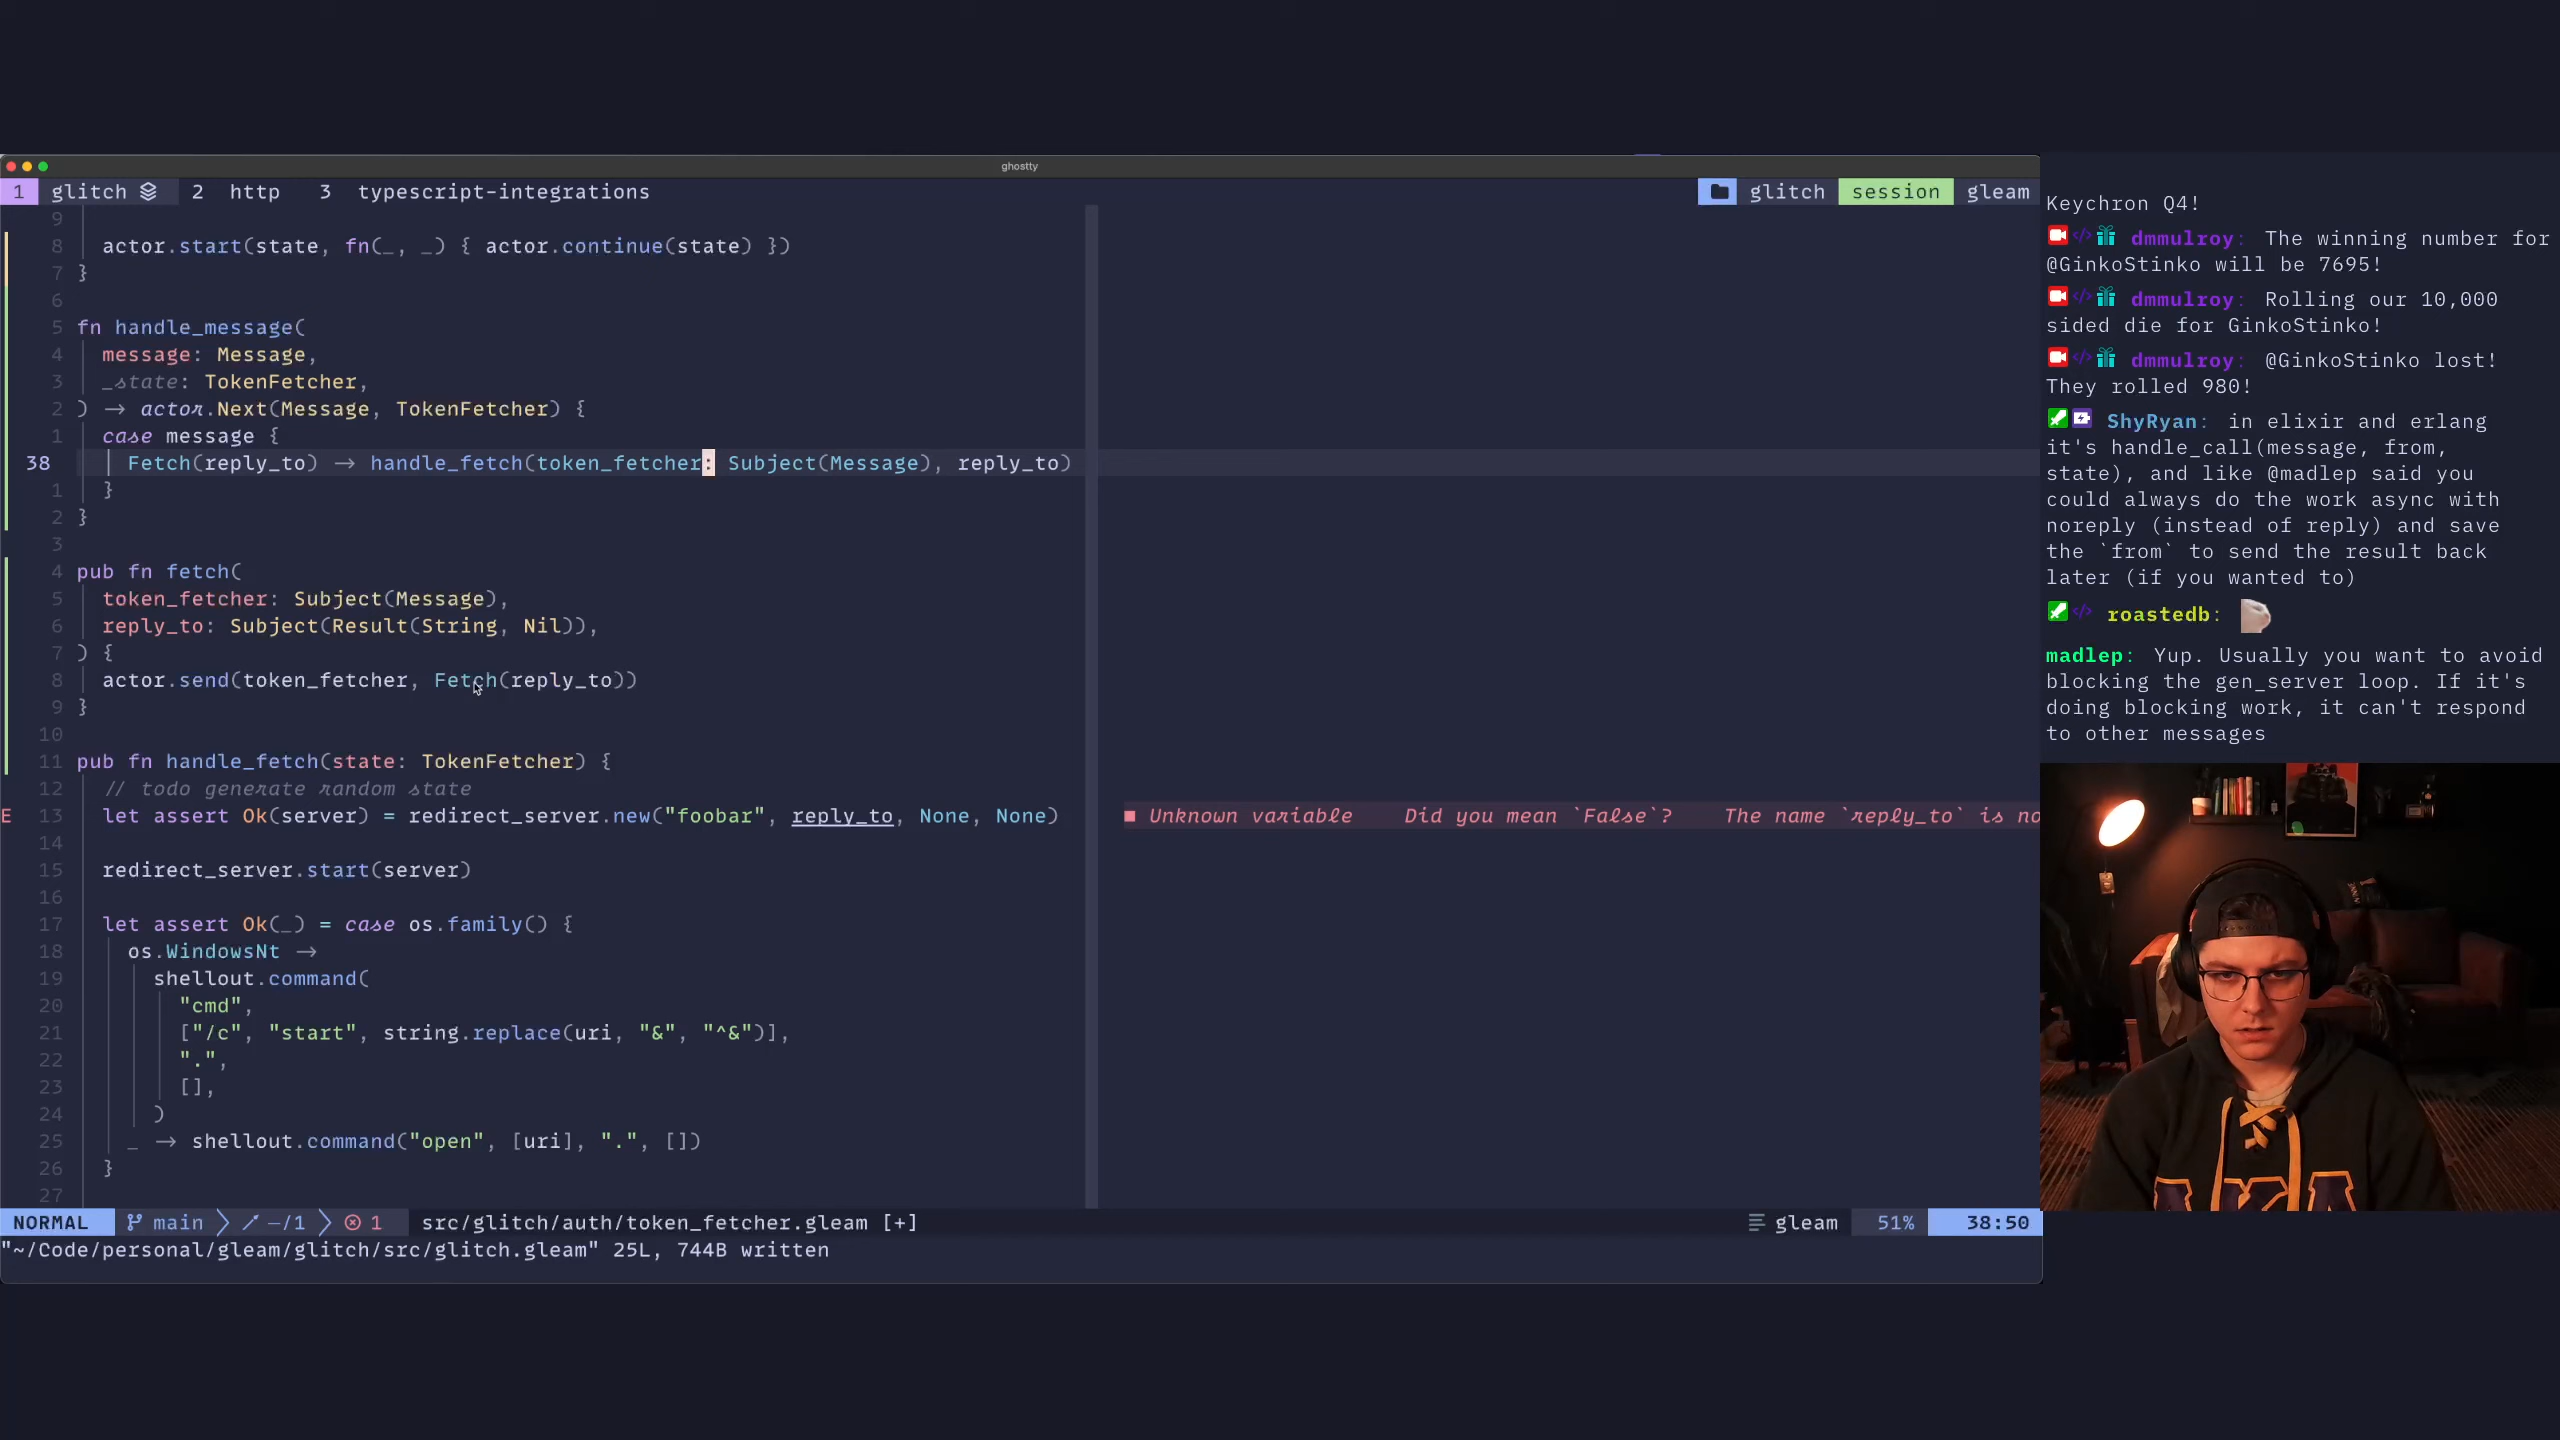 ghostty
1 glitch 2 http 3 typescript-integrations glitch session gleam
9
8 actor.start(state, fn(_, _) { actor.continue(state) })
7 }
6
5 fn handle_message(
4 message: Message,
3 _state: TokenFetcher,
2 ) -> actor.Next(Message, TokenFetcher) {
1 case message {
38 Fetch(reply_to) -> handle_fetch(token_fetcher: Subject(Message), reply_to)
1 }
2 }
3
4 pub fn fetch(
5 token_fetcher: Subject(Message),
6 reply_to: Subject(Result(String, Nil)),
7 ) {
8 actor.send(token_fetcher, Fetch(reply_to))
9 }
10
11 pub fn handle_fetch(state: TokenFetcher) {
12 // todo generate random state
E 13 let assert Ok(server) = redirect_server.new("foobar", reply_to, None, None) ■ Unknown variable Did you mean `False`? The name `reply_to` is no
14
15 redirect_server.start(server)
16
17 let assert Ok(_) = case os.family() {
18 os.WindowsNt ->
19 shellout.command(
20 "cmd",
21 ["/c", "start", string.replace(uri, "&", "^&")],
22 ".",
23 [],
24 )
25 _ -> shellout.command("open", [uri], ".", [])
26 }
27
NORMAL main ~/1 1 src/glitch/auth/token_fetcher.gleam [+] gleam 51% 38:50
"~/Code/personal/gleam/glitch/src/glitch.gleam" 25L, 744B written
Keychron Q4!
dmmulroy: The winning number for
@GinkoStinko will be 7695!
dmmulroy: Rolling our 10,000
sided die for GinkoStinko!
dmmulroy: @GinkoStinko lost!
They rolled 980!
ShyRyan: in elixir and erlang
it's handle_call(message, from,
state), and like @madlep said you
could always do the work async with
noreply (instead of reply) and save
the `from` to send the result back
later (if you wanted to)
roastedb:
madlep: Yup. Usually you want to avoid
blocking the gen_server loop. If it's
doing blocking work, it can't respond
to other messages